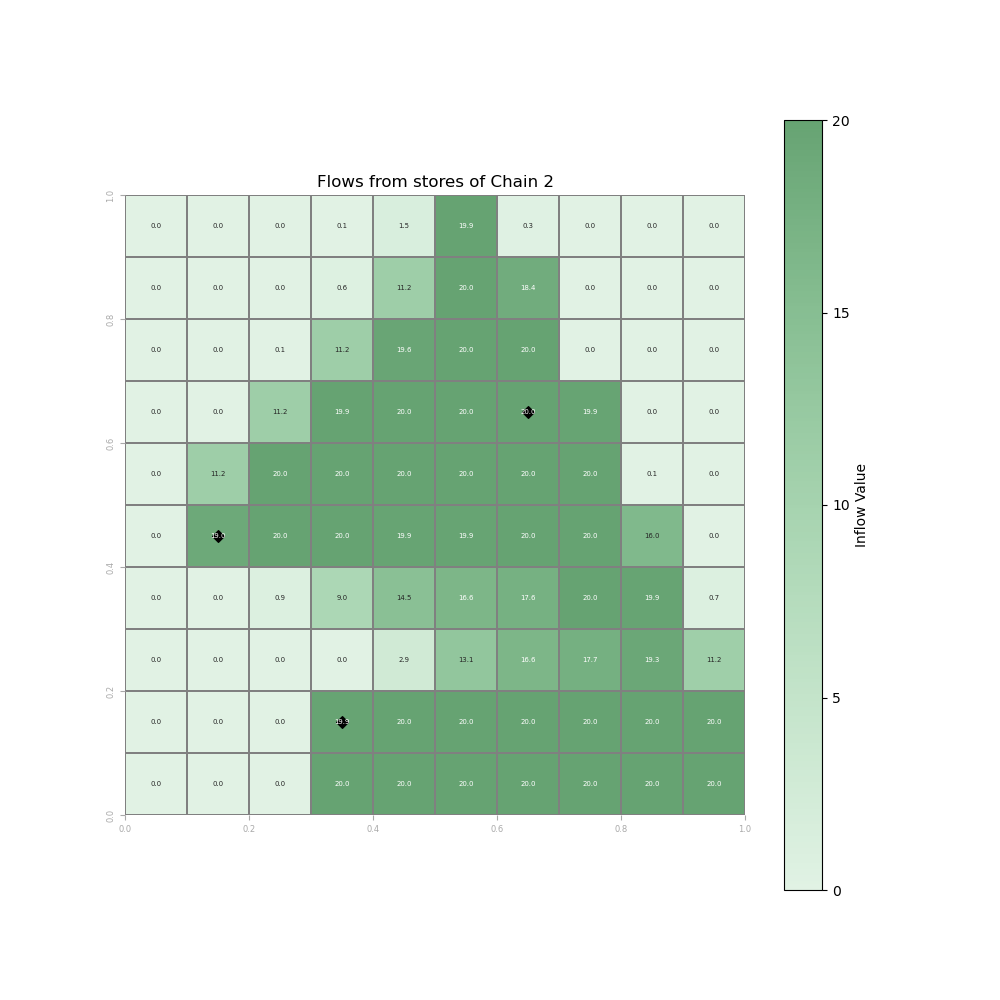 Flows from stores of Chain 2
1.0 0.0 0.0 0.0 0.1 1.5 19.9 0.3 0.0 0.0 0.0
0.0 0.0 0.0 0.6 11.2 20.0 18.4 0.0 0.0 0.0
0.8 0.0 0.0 0.1 11.2 19.6 20.0 20.0 0.0 0.0 0.0
0.0 0.0 11.2 19.9 20.0 20.0 20.0 19.9 0.0 0.0
0.6 0.0 11.2 20.0 20.0 20.0 20.0 20.0 20.0 0.1 0.0
0.0 20.0 20.0 19.9 19.9 20.0 20.0 16.0 0.0
0.4 0.0 0.0 0.9 9.0 14.5 16.6 17.6 20.0 19.9 0.7
0.0 0.0 0.0 0.0 2.9 13.1 16.6 17.7 19.3 11.2
0.2 0.0 0.0 0.0 19.9 20.0 20.0 20.0 20.0 20.0 20.0
0.0 0.0 0.0 20.0 20.0 20.0 20.0 20.0 20.0 20.0
0.0
0.0 0.2 0.4 0.6 0.8 1.0
20
15
10
5
0
Inflow Value